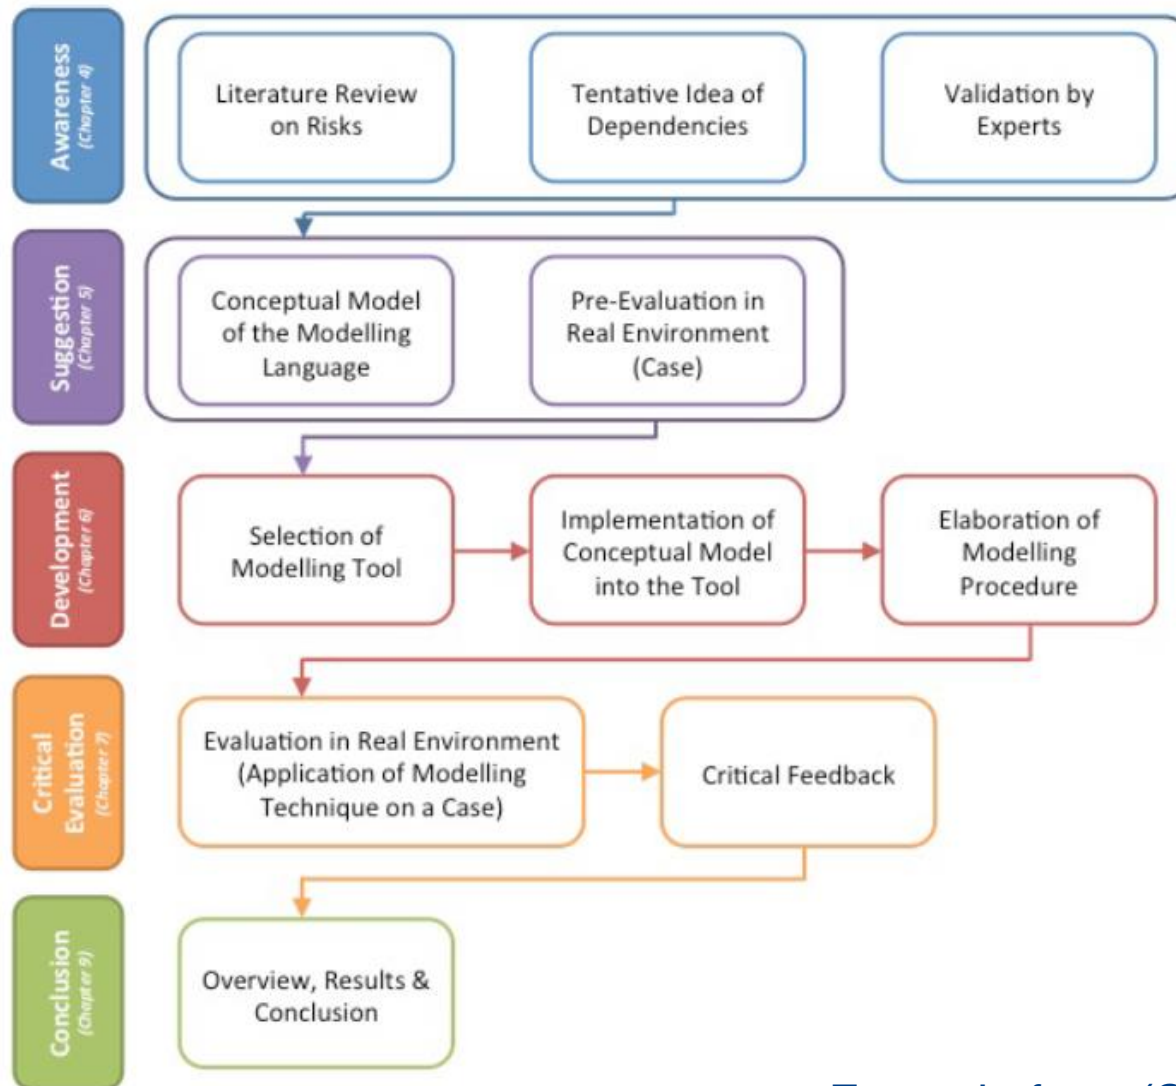 Awareness
(Chapter 4)
Literature Review
on Risks
Tentative Idea of
Dependencies
Validation by
Experts
Suggestion
(Chapter 5)
Conceptual Model
of the Modelling
Language
Pre-Evaluation in
Real Environment
(Case)
Development
(Chapter 6)
Selection of
Modelling Tool
Implementation of
Conceptual Model
into the Tool
Elaboration of
Modelling
Procedure
Critical
Evaluation
(Chapter 7)
Evaluation in Real Environment
(Application of Modelling
Technique on a Case)
Critical Feedback
Conclusion
(Chapter 9)
Overview, Results &
Conclusion